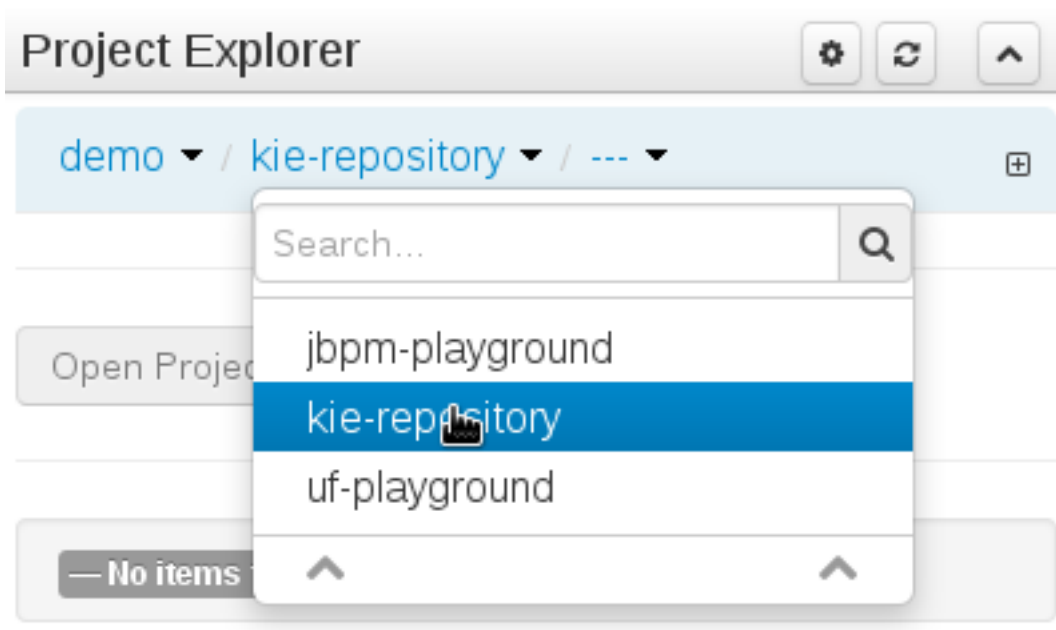 Project Explorer
demo / kie-repository / ---
Search...
jbpm-playground
Open Projec
kie-repository
uf-playground
— No items